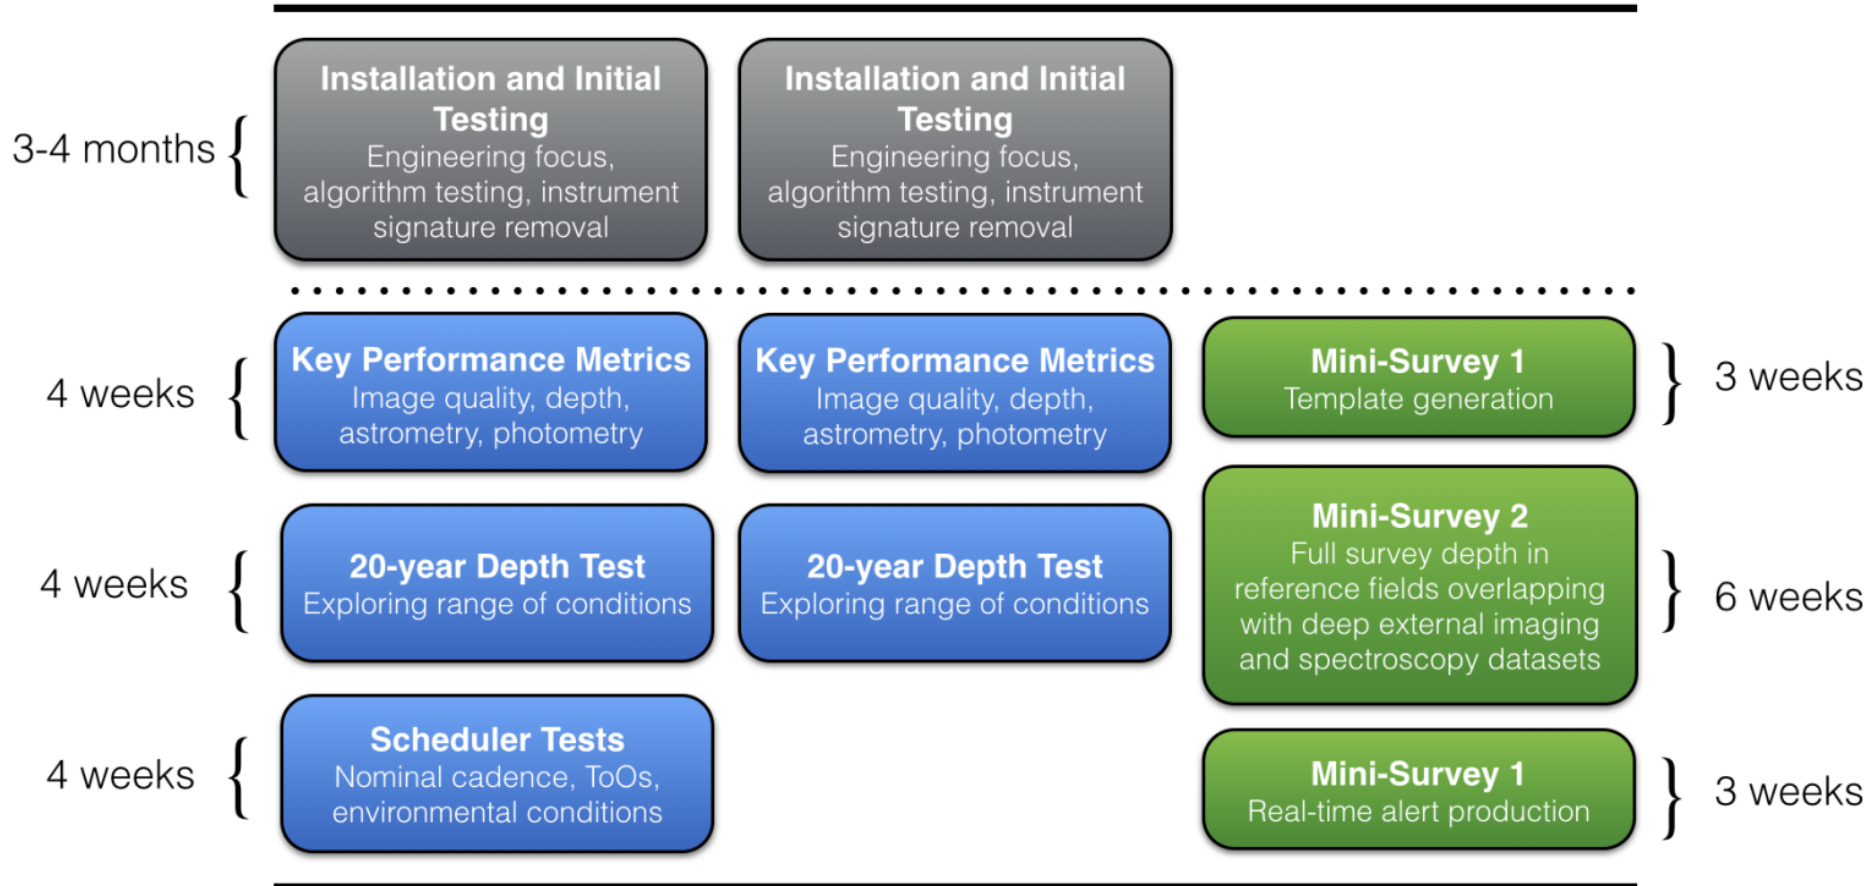 3-4 months
Installation and Initial
Testing
Engineering focus,
algorithm testing, instrument
signature removal
Installation and Initial
Testing
Engineering focus,
algorithm testing, instrument
signature removal
4 weeks
Key Performance Metrics
Image quality, depth,
astrometry, photometry
Key Performance Metrics
Image quality, depth,
astrometry, photometry
Mini-Survey 1
Template generation
3 weeks
4 weeks
20-year Depth Test
Exploring range of conditions
20-year Depth Test
Exploring range of conditions
Mini-Survey 2
Full survey depth in
reference fields overlapping
with deep external imaging
and spectroscopy datasets
6 weeks
4 weeks
Scheduler Tests
Nominal cadence, ToOs,
environmental conditions
Mini-Survey 1
Real-time alert production
3 weeks